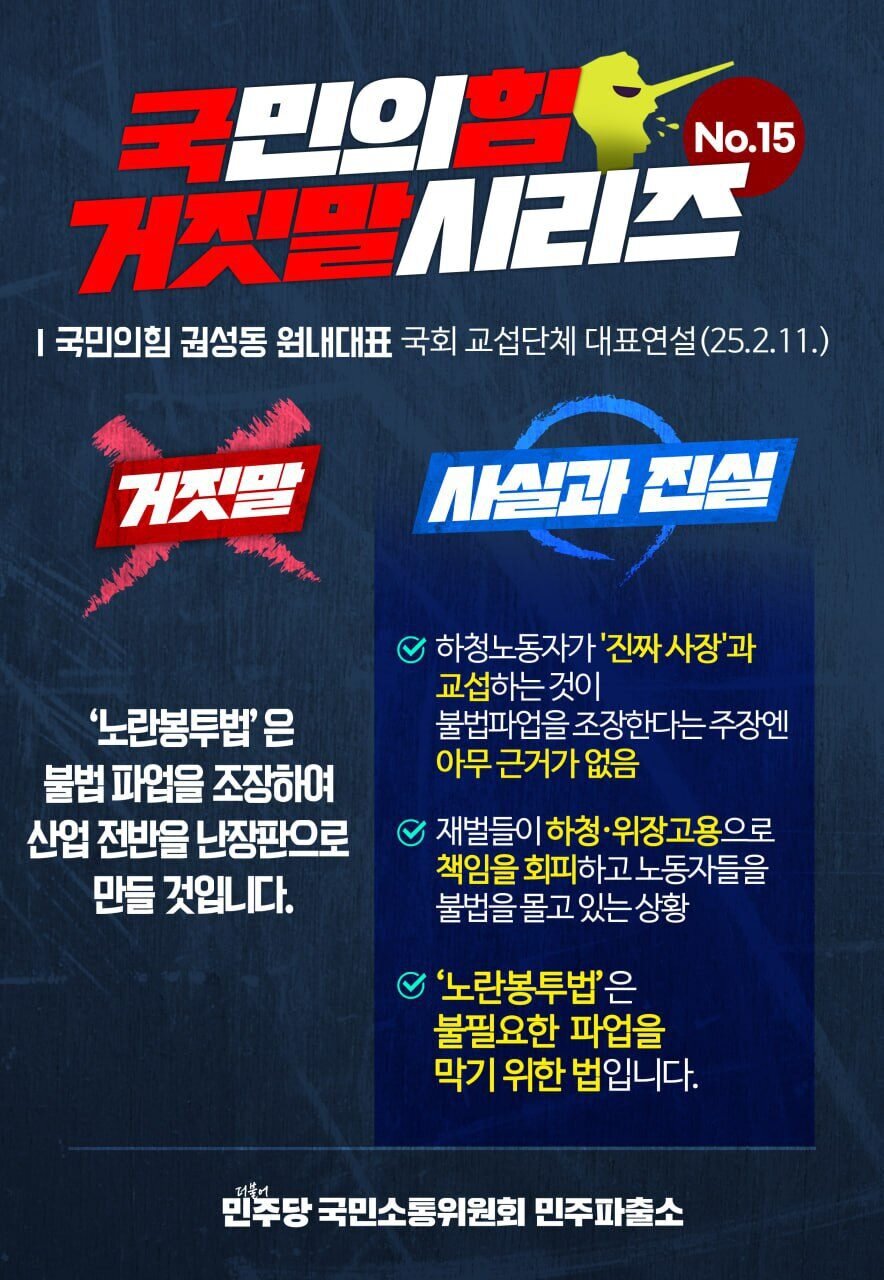 국민의힘
거짓말시리즈
No.15
국민의힘 권성동 원내대표 국회 교섭단체 대표연설(25.2.11.)
거짓말
'노란봉투법'은
불법 파업을 조장하여
산업 전반을 난장판으로
만들 것입니다.
사실과 진실
하청노동자가 '진짜 사장'과
교섭하는 것이
불법파업을 조장한다는 주장엔
아무 근거가 없음
재벌들이 하청·위장고용으로
책임을 회피하고 노동자들을
불법을 몰고 있는 상황
'노란봉투법'은
불필요한 파업을
막기 위한 법입니다.
더불어
민주당 국민소통위원회 민주파출소